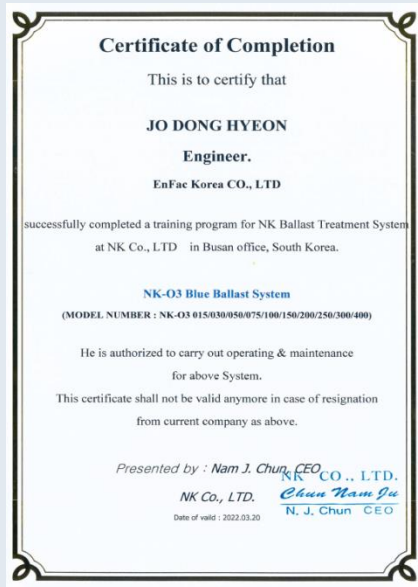 Certificate of Completion
This is to certify that
JO DONG HYEON
Engineer.
EnFac Korea CO., LTD
successfully completed a training program for NK Ballast Treatment System
at NK Co., LTD in Busan office, South Korea.
NK-O3 Blue Ballast System
(MODEL NUMBER : NK-O3 015/030/050/075/100/150/200/250/300/400)
He is authorized to carry out operating & maintenance
for above System.
This certificate shall not be valid anymore in case of resignation
from current company as above.
Presented by : Nam J. Chun, CEO
NK Co., LTD.
Date of valid : 2022.03.20
NK CO., LTD.
Chun Nam Ju
N. J. Chun CEO